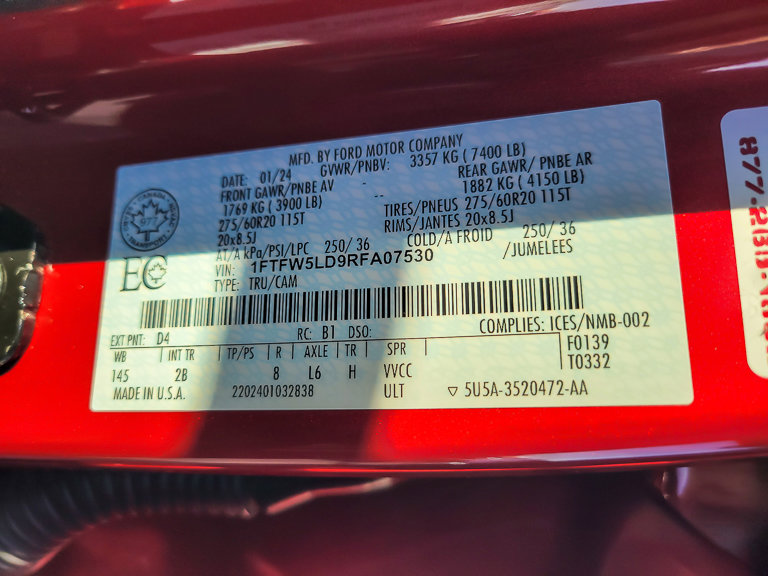 MFD. BY FORD MOTOR COMPANY
DATE: 01/24 GVWR/PNBV: 3357 KG ( 7400 LB)
FRONT GAWR/PNBE AV -- REAR GAWR/ PNBE AR
1769 KG ( 3900 LB) 1882 KG ( 4150 LB)
275/60R20 115T TIRES/PNEUS 275/60R20 115T
20x8.5J RIMS/JANTES 20x8.5J
AT/A kPa/PSI/LPC 250/ 36 COLD/A FROID 250/ 36
VIN: 1FTFW5LD9RFA07530 /JUMELEES
TYPE: TRU/CAM
EC
CANADA
TRANSPORT
EXT PNT: D4 RC: B1 DSO: COMPLIES: ICES/NMB-002
WB INT TR TP/PS R AXLE TR SPR F0139
145 2B 8 L6 H VVCC T0332
MADE IN U.S.A. 2202401032838 ULT ▽ 5U5A-3520472-AA